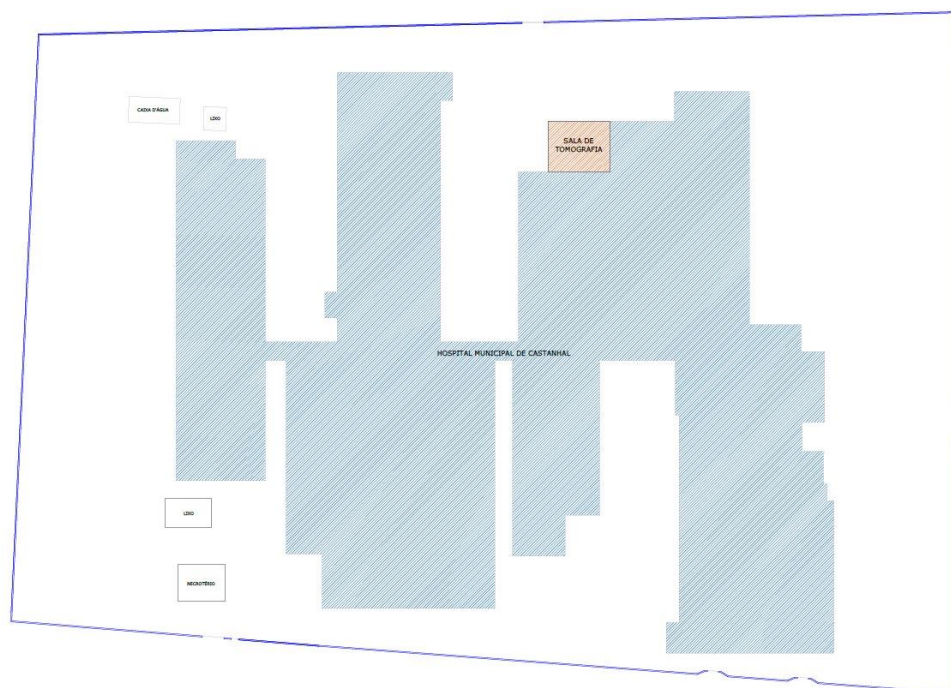 CAIXA D'ÁGUA
LIXO
SALA DE
TOMOGRAFIA
HOSPITAL MUNICIPAL DE CASTANHAL
LIXO
NECROTÉRIO